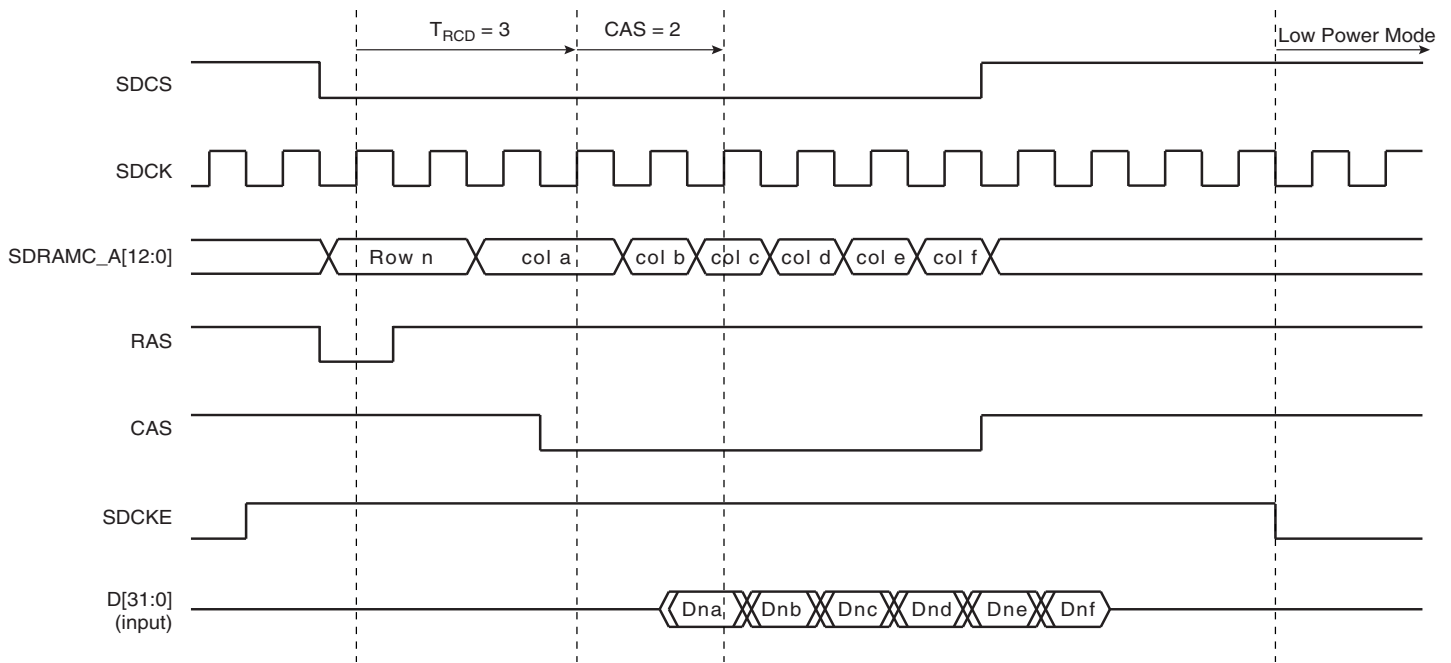 T_RCD = 3
CAS = 2
Low Power Mode
SDCS
SDCK
SDRAMC_A[12:0]
Row n
col a
col b
col c
col d
col e
col f
RAS
CAS
SDCKE
D[31:0]
(input)
Dna
Dnb
Dnc
Dnd
Dne
Dnf